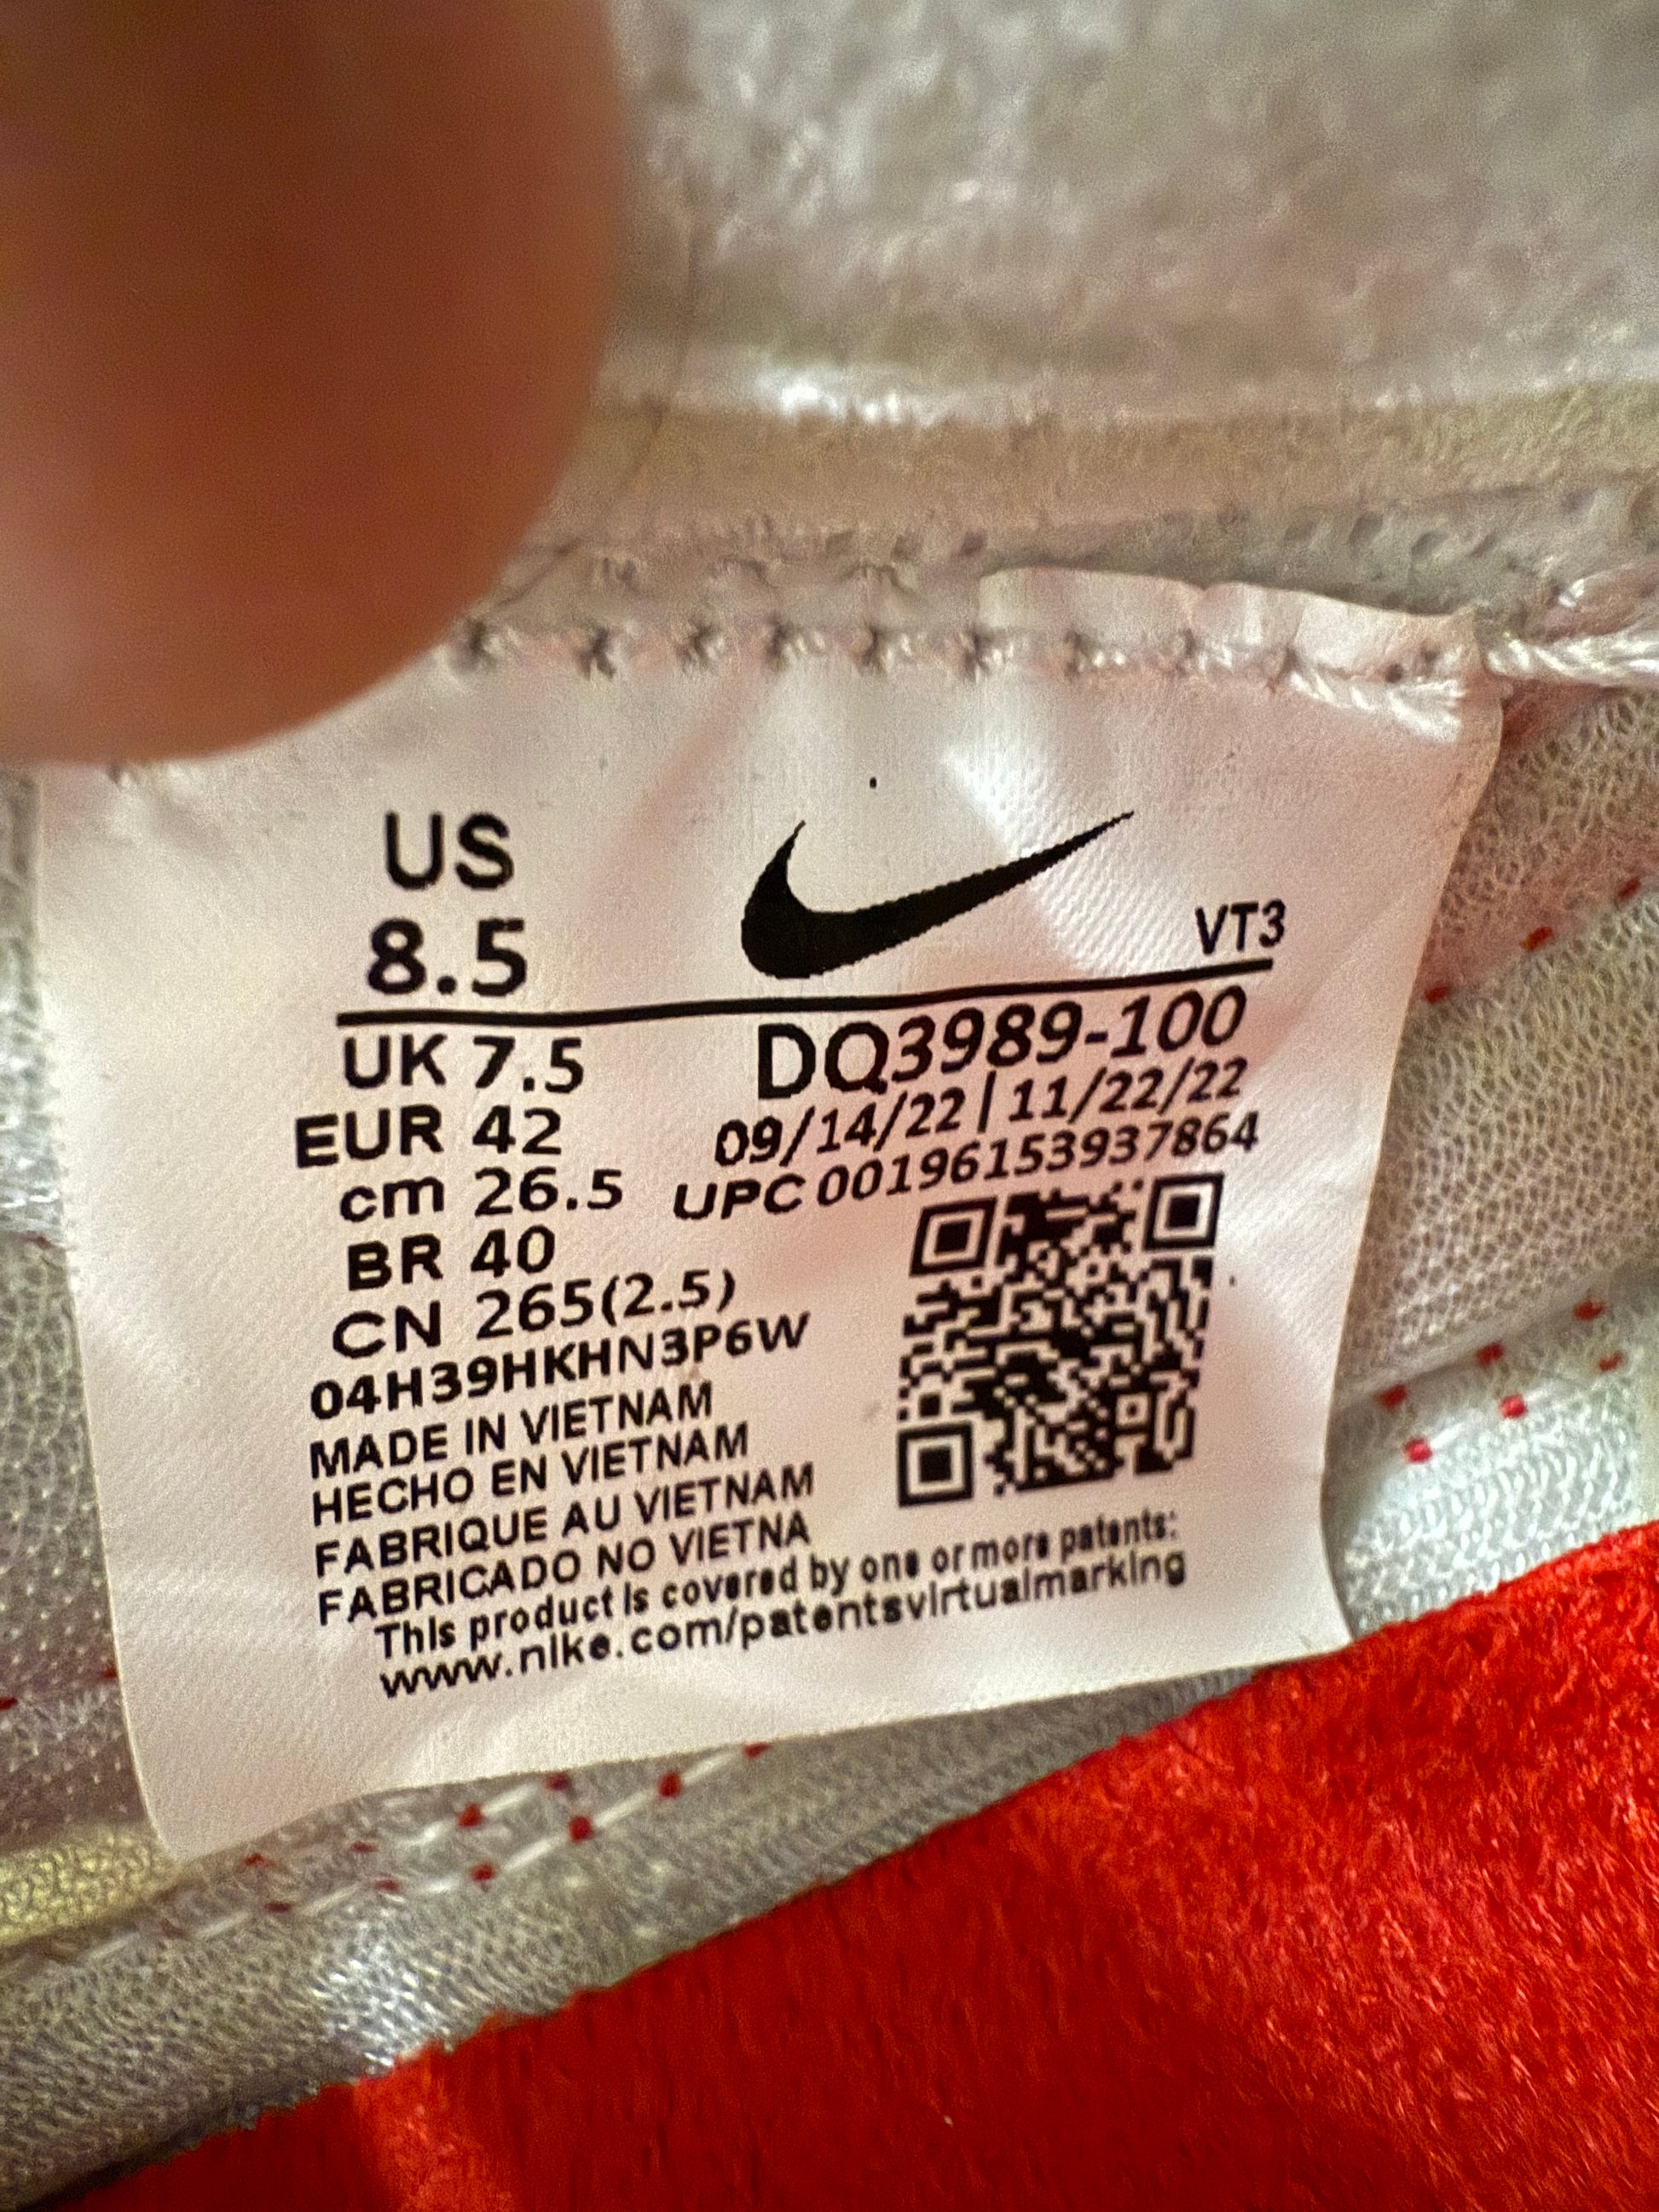 US
8.5
VT3
UK 7.5
EUR 42
cm 26.5
BR 40
CN 265(2.5)
DQ3989-100
09/14/22 | 11/22/22
UPC 00196153937864
04H39HKHN3P6W
MADE IN VIETNAM
HECHO EN VIETNAM
FABRIQUE AU VIETNAM
FABRICADO NO VIETNA
This product is covered by one or more patents:
www.nike.com/patentsvirtualmarking